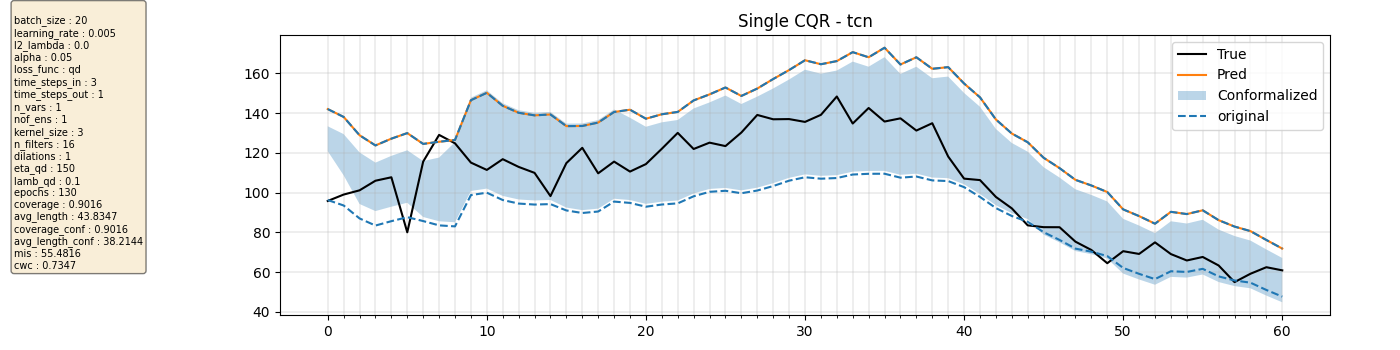 batch_size : 20
learning_rate : 0.005
l2_lambda : 0.0
alpha : 0.05
loss_func : qd
time_steps_in : 3
time_steps_out : 1
n_vars : 1
nof_ens : 1
kernel_size : 3
n_filters : 16
dilations : 1
eta_qd : 150
lamb_qd : 0.1
epochs : 130
coverage : 0.9016
avg_length : 43.8347
coverage_conf : 0.9016
avg_length_conf : 38.2144
mis : 55.4816
cwc : 0.7347
Single CQR - tcn
True
Pred
Conformalized
original
160
140
120
100
80
60
40
0 10 20 30 40 50 60